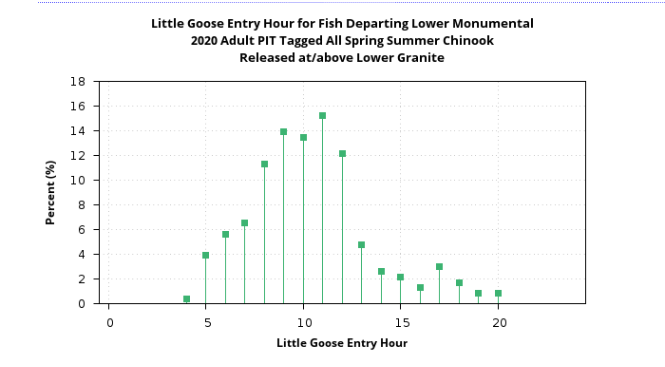 Little Goose Entry Hour for Fish Departing Lower Monumental
2020 Adult PIT Tagged All Spring Summer Chinook
Released at/above Lower Granite
18
16
14
12
10
8
6
4
2
0
Percent (%)
0 5 10 15 20
Little Goose Entry Hour